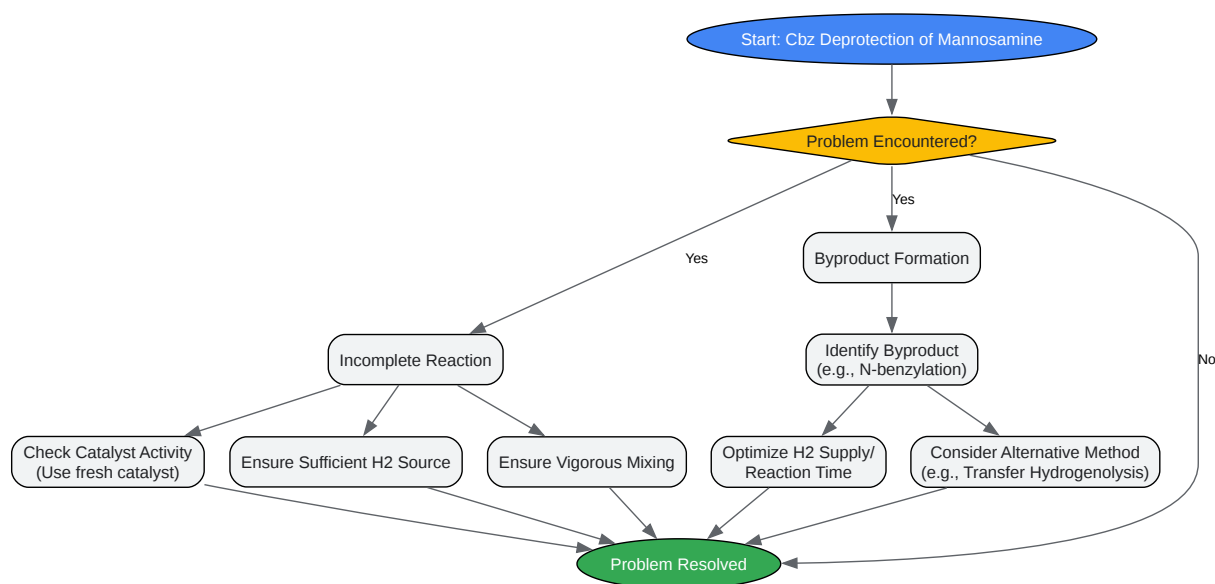 Start: Cbz Deprotection of Mannosamine
Problem Encountered?
Yes
Byproduct Formation
Yes
Incomplete Reaction
Identify Byproduct
(e.g., N-benzylation)
No
Check Catalyst Activity
(Use fresh catalyst)
Ensure Sufficient H2 Source
Ensure Vigorous Mixing
Optimize H2 Supply/
Reaction Time
Consider Alternative Method
(e.g., Transfer Hydrogenolysis)
Problem Resolved